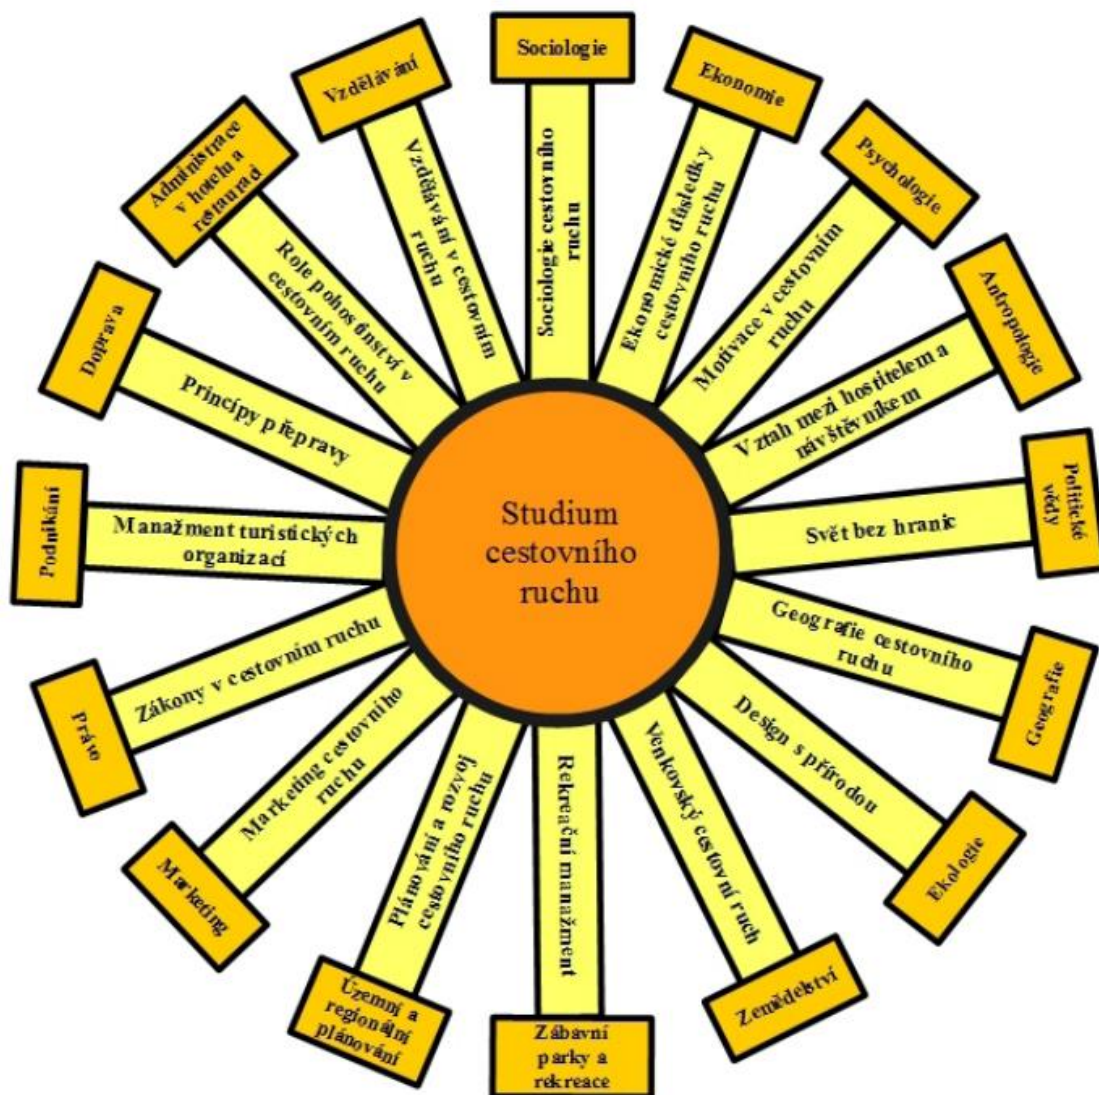 Studium
cestovního
ruchu
Sociologie
Sociologie cestovního
ruchu
Ekonomie
Ekonomické důsledky
cestovního ruchu
Psychologie
Motivace v cestovním
ruchu
Antropologie
Vztah mezi hostitelem a
návštěvníkem
Politické
vědy
Svět bez hranic
Geografie
Geografie cestovního
ruchu
Ekologie
Design s přírodou
Zemědelství
Venkovský cestovní ruch
Zábavní
parky a
rekreace
Rekreační manažment
Územní a
regionální
plánování
Plánování a rozvoj
cestovního ruchu
Marketing
Marketing cestovního
ruchu
Právo
Zákony v cestovním ruchu
Podnikání
Manažment turistických
organizací
Doprava
Principy přepravy
Administrace
v hotelu a
restauraci
Role pohostinství v
cestovním ruchu
Vzdělávání
Vzdělávání v cestovním
ruchu